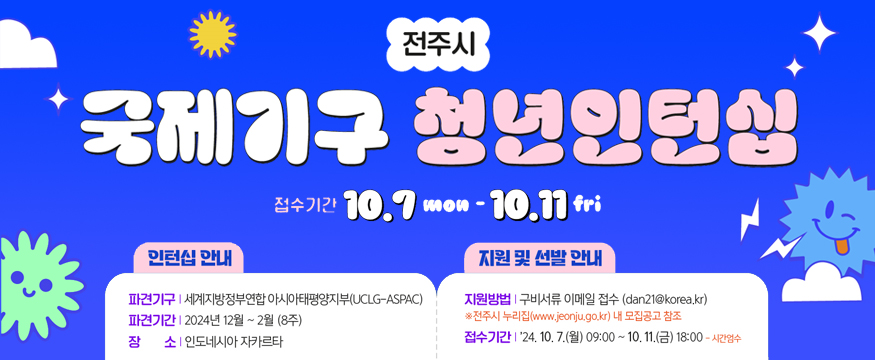 전주시
국제기구 청년인턴십
접수기간 10.7 mon - 10.11 fri
인턴십 안내
파견기구 | 세계지방정부연합 아시아태평양지부(UCLG-ASPAC)
파견기간 | 2024년 12월 ~ 2월 (8주)
장 소 | 인도네시아 자카르타
지원 및 선발 안내
지원방법 | 구비서류 이메일 접수 (dan21@korea.kr)
※전주시 누리집(www.jeonju.go.kr) 내 모집공고 참조
접수기간 | '24. 10. 7.(월) 09:00 ~ 10. 11.(금) 18:00 - 시간엄수